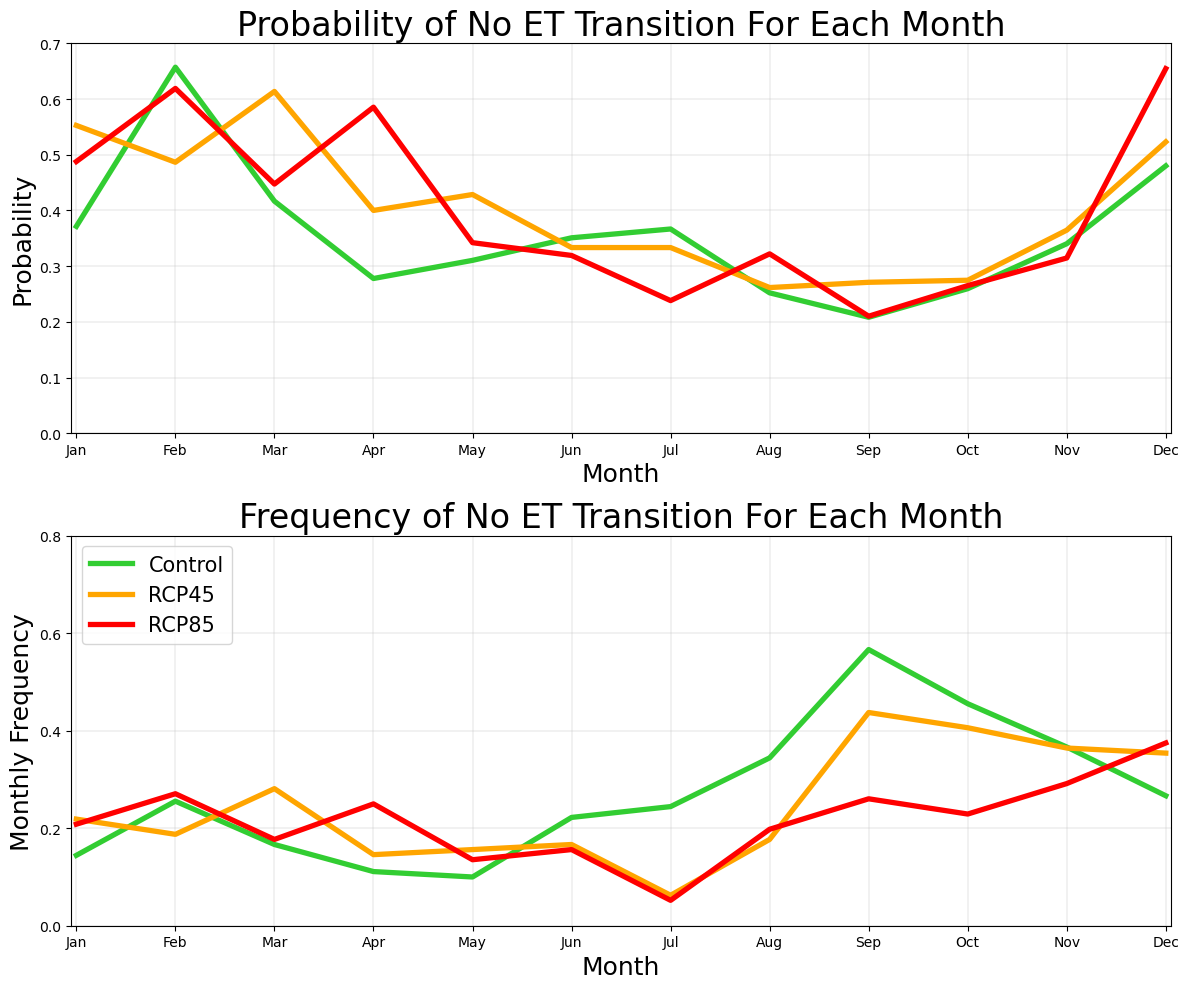 Probability of No ET Transition For Each Month
Probability
0.7
0.6
0.5
0.4
0.3
0.2
0.1
0.0
Jan Feb Mar Apr May Jun Jul Aug Sep Oct Nov Dec
Month
Frequency of No ET Transition For Each Month
Monthly Frequency
0.8
0.6
0.4
0.2
0.0
Control
RCP45
RCP85
Jan Feb Mar Apr May Jun Jul Aug Sep Oct Nov Dec
Month